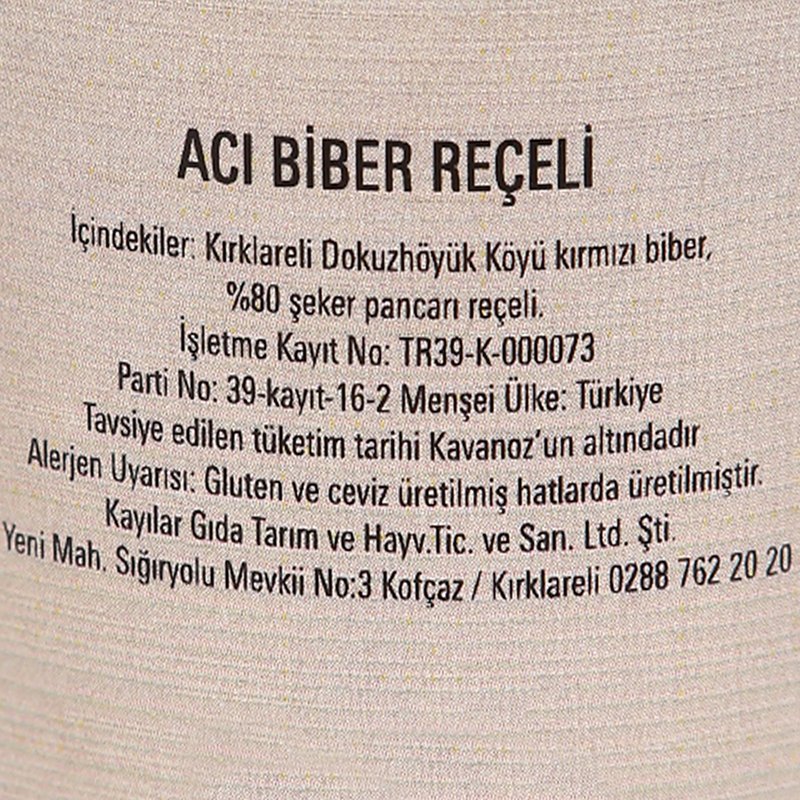 ACI BİBER REÇELİ
İçindekiler: Kırklareli Dokuzhöyük Köyü kırmızı biber,
%80 şeker pancarı reçeli.
İşletme Kayıt No: TR39-K-000073
Parti No: 39-kayıt-16-2 Menşei Ülke: Türkiye
Tavsiye edilen tüketim tarihi Kavanoz'un altındadır
Alerjen Uyarısı: Gluten ve ceviz üretilmiş hatlarda üretilmiştir.
Kayılar Gıda Tarım ve Hayv.Tic. ve San. Ltd. Şti.
Yeni Mah. Sığıryolu Mevkii No:3 Kofçaz / Kırklareli 0288 762 20 20